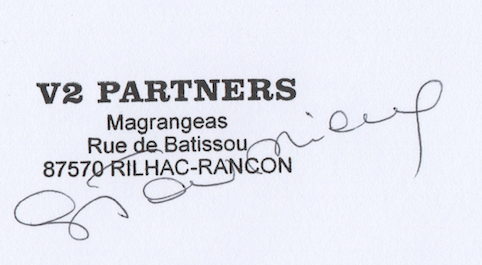 V2 PARTNERS
Magrangeas
Rue de Batissou
87570 RILHAC-RANCON